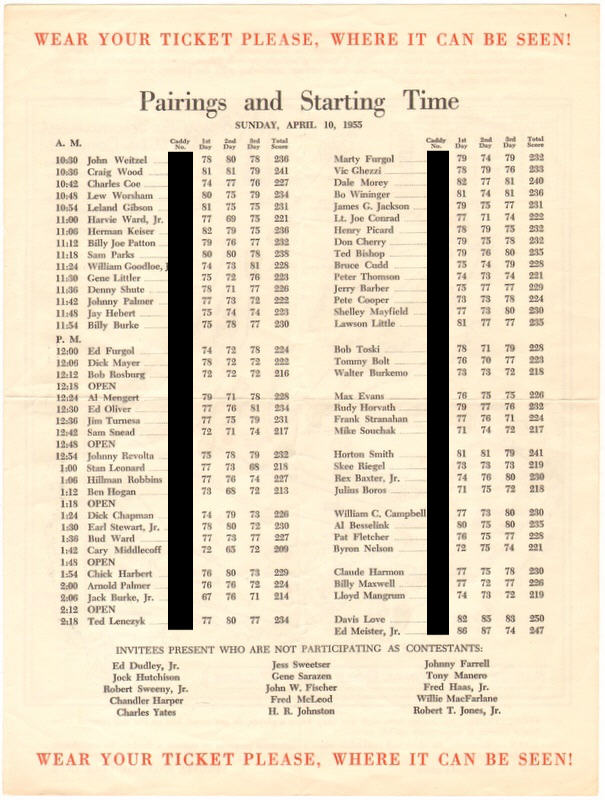 WEAR YOUR TICKET PLEASE, WHERE IT CAN BE SEEN!
Pairings and Starting Time
SUNDAY, APRIL 10, 1955
A. M. Caddy No. 1st Day 2nd Day 3rd Day Total Score Caddy No. 1st Day 2nd Day 3rd Day Total Score
10:30 John Weitzel 78 80 78 236 Marty Furgol 79 74 79 232
10:36 Craig Wood 81 81 79 241 Vic Ghezzi 78 79 76 233
10:42 Charles Coe 74 77 76 227 Dale Morey 82 77 81 240
10:48 Lew Worsham 80 75 79 234 Bo Wininger 81 74 81 236
10:54 Leland Gibson 81 75 75 231 James G. Jackson 79 75 77 231
11:00 Harvie Ward, Jr. 77 69 75 221 Lt. Joe Conrad 77 71 74 222
11:06 Herman Keiser 82 79 75 236 Henry Picard 78 79 75 232
11:12 Billy Joe Patton 79 76 77 232 Don Cherry 79 75 78 232
11:18 Sam Parks 80 80 78 238 Ted Bishop 79 76 80 235
11:24 William Goodloe, J 74 73 81 228 Bruce Cudd 75 74 79 228
11:30 Gene Littler 75 72 76 223 Peter Thomson 74 73 74 221
11:36 Denny Shute 78 71 77 226 Jerry Barber 75 77 77 229
11:42 Johnny Palmer 77 73 72 222 Pete Cooper 73 73 78 224
11:48 Jay Hebert 75 74 74 223 Shelley Mayfield 77 73 80 230
11:54 Billy Burke 75 78 77 230 Lawson Little 81 77 77 235
P. M.
12:00 Ed Furgol 74 72 78 224 Bob Toski 78 71 79 228
12:06 Dick Mayer 78 72 72 222 Tommy Bolt 76 70 77 223
12:12 Bob Rosburg 72 72 72 216 Walter Burkemo 73 73 72 218
12:18 OPEN
12:24 Al Mengert 79 71 78 228 Max Evans 76 75 75 226
12:30 Ed Oliver 77 76 81 234 Rudy Horvath 79 77 76 232
12:36 Jim Turnesa 77 75 79 231 Frank Stranahan 77 76 71 224
12:42 Sam Snead 72 71 74 217 Mike Souchak 71 74 72 217
12:48 OPEN
12:54 Johnny Revolta 75 78 79 232 Horton Smith 81 81 79 241
1:00 Stan Leonard 77 73 68 218 Skee Riegel 73 73 73 219
1:06 Hillman Robbins 77 76 74 227 Rex Baxter, Jr. 74 76 80 230
1:12 Ben Hogan 73 68 72 213 Julius Boros 71 75 72 218
1:18 OPEN
1:24 Dick Chapman 74 79 73 226 William C. Campbell 77 73 80 230
1:30 Earl Stewart, Jr. 78 80 72 230 Al Besselink 80 75 80 235
1:36 Bud Ward 77 73 77 227 Pat Fletcher 76 75 77 228
1:42 Cary Middlecoff 72 65 72 209 Byron Nelson 72 75 74 221
1:48 OPEN
1:54 Chick Harbert 76 80 73 229 Claude Harmon 77 75 78 230
2:00 Arnold Palmer 76 76 72 224 Billy Maxwell 77 72 77 226
2:06 Jack Burke, Jr. 67 76 71 214 Lloyd Mangrum 74 73 72 219
2:12 OPEN
2:18 Ted Lenczyk 77 80 77 234 Davis Love 82 85 83 250
Ed Meister, Jr. 86 87 74 247
INVITEES PRESENT WHO ARE NOT PARTICIPATING AS CONTESTANTS:
Ed Dudley, Jr. Jess Sweetser Johnny Farrell
Jock Hutchison Gene Sarazen Tony Manero
Robert Sweeny, Jr. John W. Fischer Fred Haas, Jr.
Chandler Harper Fred McLeod Willie MacFarlane
Charles Yates H. R. Johnston Robert T. Jones, Jr.
WEAR YOUR TICKET PLEASE, WHERE IT CAN BE SEEN!